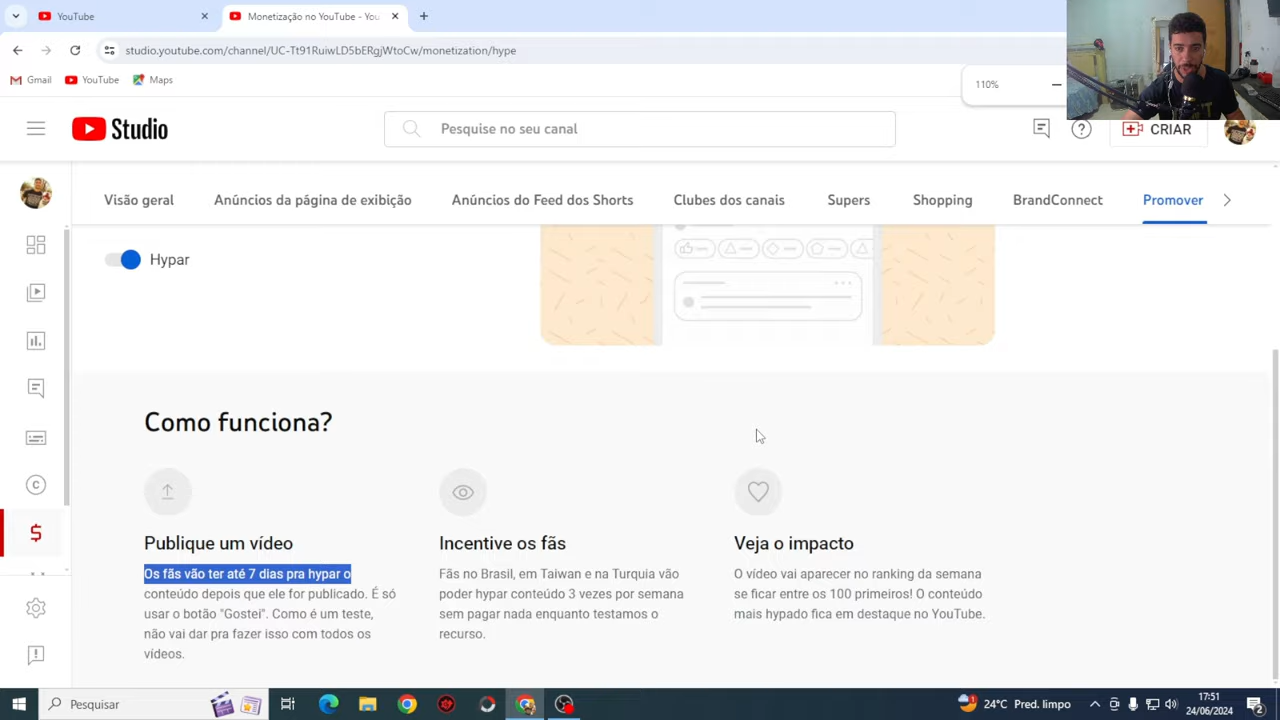 YouTube
Monetização no YouTube - You
studio.youtube.com/channel/UC-Tt91RuiwLD5bERgjWtoCw/monetization/hype
Gmail
YouTube
Maps
110%
Studio
Pesquise no seu canal
CRIAR
Visão geral
Anúncios da página de exibição
Anúncios do Feed dos Shorts
Clubes dos canais
Supers
Shopping
BrandConnect
Promover
Hypar
Como funciona?
Publique um vídeo
Os fãs vão ter até 7 dias pra hypar o
conteúdo depois que ele for publicado. É só
usar o botão "Gostei". Como é um teste,
não vai dar pra fazer isso com todos os
vídeos.
Incentive os fãs
Fãs no Brasil, em Taiwan e na Turquia vão
poder hypar conteúdo 3 vezes por semana
sem pagar nada enquanto testamos o
recurso.
Veja o impacto
O vídeo vai aparecer no ranking da semana
se ficar entre os 100 primeiros! O conteúdo
mais hypado fica em destaque no YouTube.
Pesquisar
24°C Pred. limpo
17:51
24/06/2024
2